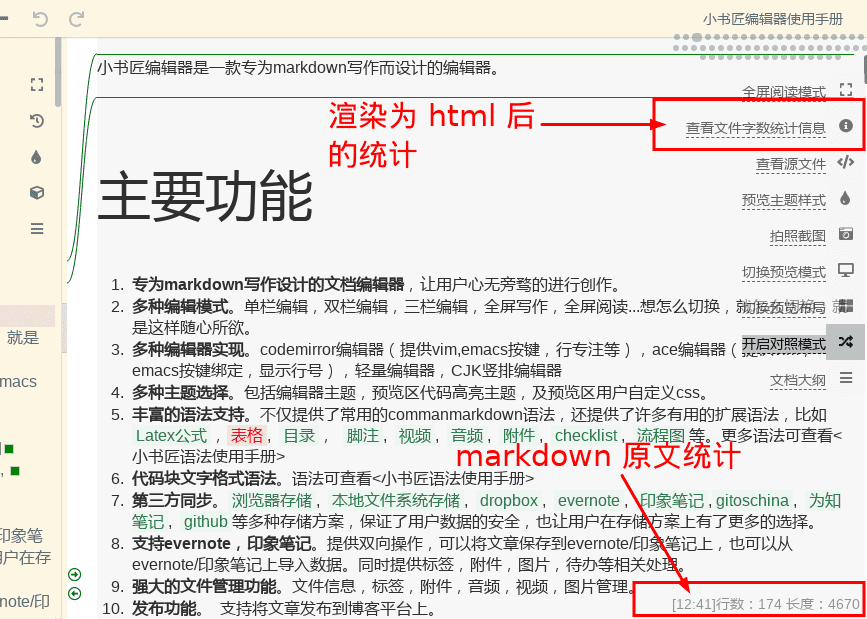 小书匠编辑器使用手册
小书匠编辑器是一款专为markdown写作而设计的编辑器。
全屏阅读模式
渲染为 html 后
的统计
查看文件字数统计信息
查看源文件
预览主题样式
拍照截图
切换预览模式
切换预览布局
开启对照模式
文档大纲
主要功能
1. 专为markdown写作设计的文档编辑器，让用户心无旁骛的进行创作。
2. 多种编辑模式。单栏编辑，双栏编辑，三栏编辑，全屏写作，全屏阅读...想怎么切换，就
是这样随心所欲。
3. 多种编辑器实现。codemirror编辑器（提供vim,emacs按键，行专注等），ace编辑器（
emacs按键绑定，显示行号），轻量编辑器，CJK竖排编辑器
4. 多种主题选择。包括编辑器主题，预览区代码高亮主题，及预览区用户自定义css。
5. 丰富的语法支持。不仅提供了常用的commanmarkdown语法，还提供了许多有用的扩展语法，比如
Latex公式，表格，目录，脚注，视频，音频，附件，checklist，流程图等。更多语法可查看<
小书匠语法使用手册>
markdown 原文统计
6. 代码块文字格式语法。语法可查看<小书匠语法使用手册>
7. 第三方同步。浏览器存储，本地文件系统存储，dropbox，evernote，印象笔记,gitoschina，为知
笔记，github等多种存储方案，保证了用户数据的安全，也让用户在存储方案上有了更多的选择。
8. 支持evernote，印象笔记。提供双向操作，可以将文章保存到evernote/印象笔记上，也可以从
evernote/印象笔记上导入数据。同时提供标签，附件，图片，待办等相关处理。
9. 强大的文件管理功能。文件信息，标签，附件，音频，视频，图片管理。
10. 发布功能。 支持将文章发布到博客平台上。
[12:41]行数：174 长度：4670
就是
macs
印象笔
用户在存
note/印